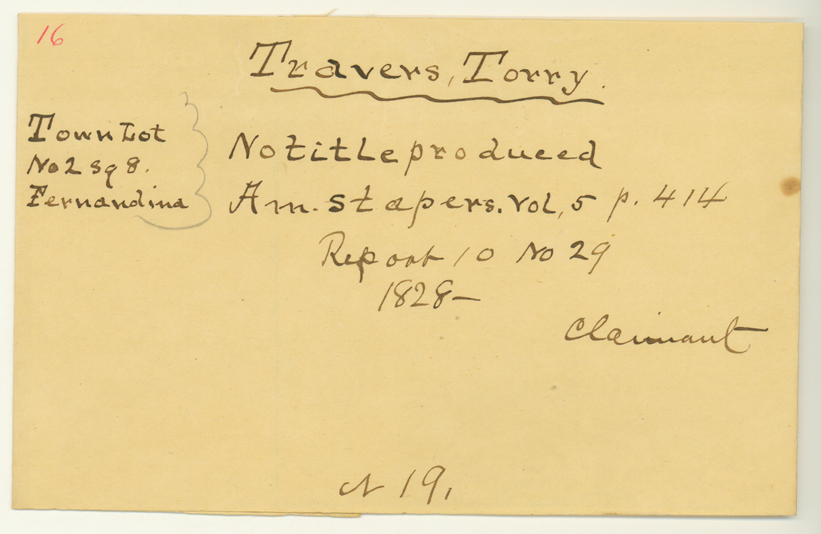 16
Travers, Torry.
Town Lot
No 2 sq 8.
Fernandina
No title produced
Am. St apers. Vol, 5 p. 414
Report 10 No 29
1828-
Claimant
N 19.